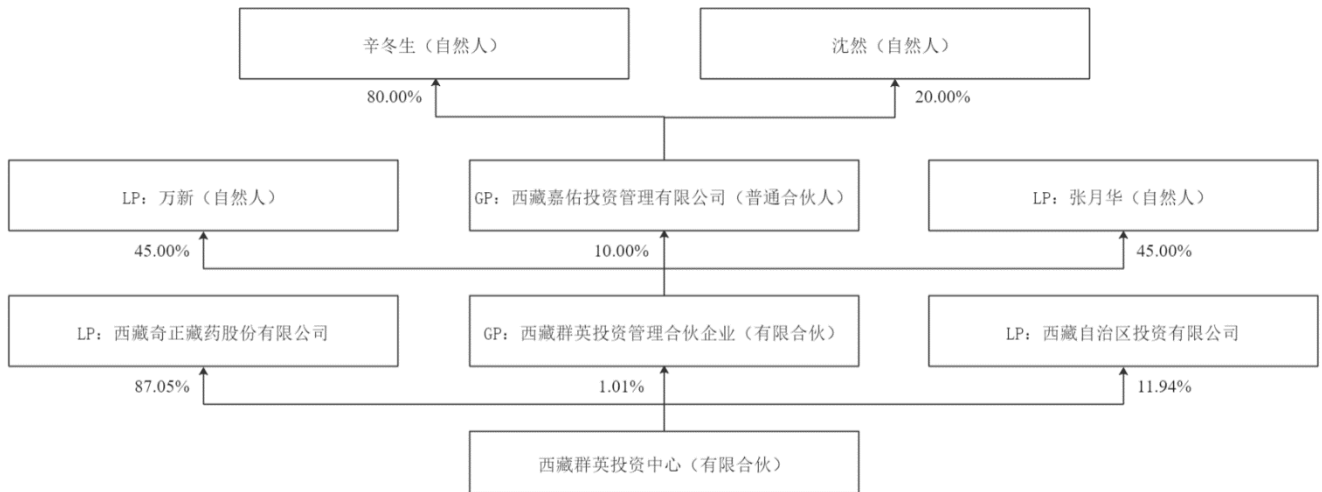 辛冬生（自然人）
沈然（自然人）
80.00%
20.00%
LP：万新（自然人）
GP：西藏嘉佑投资管理有限公司（普通合伙人）
LP：张月华（自然人）
45.00%
10.00%
45.00%
LP：西藏奇正藏药股份有限公司
GP：西藏群英投资管理合伙企业（有限合伙）
LP：西藏自治区投资有限公司
87.05%
1.01%
11.94%
西藏群英投资中心（有限合伙）